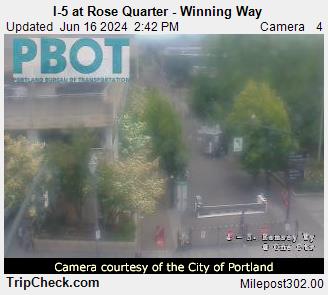 I-5 at Rose Quarter - Winning Way
Updated Jun 16 2024 2:42 PM Camera 4
PBOT
PORTLAND BUREAU OF TRANSPORTATION
Camera courtesy of the City of Portland
TripCheck.com Milepost302.00